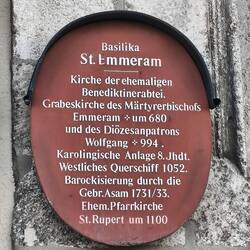 Basilika
St. Emmeram
Kirche der ehemaligen
Benediktinerabtei.
Grabeskirche des Märtyrerbischofs
Emmeram ✧ um 680
und des Diözesanpatrons
Wolfgang ✧ 994.
Karolingische Anlage 8. Jhdt.
Westliches Querschiff 1052.
Barockisierung durch die
Gebr. Asam 1731/33.
Ehem. Pfarrkirche
St. Rupert um 1100